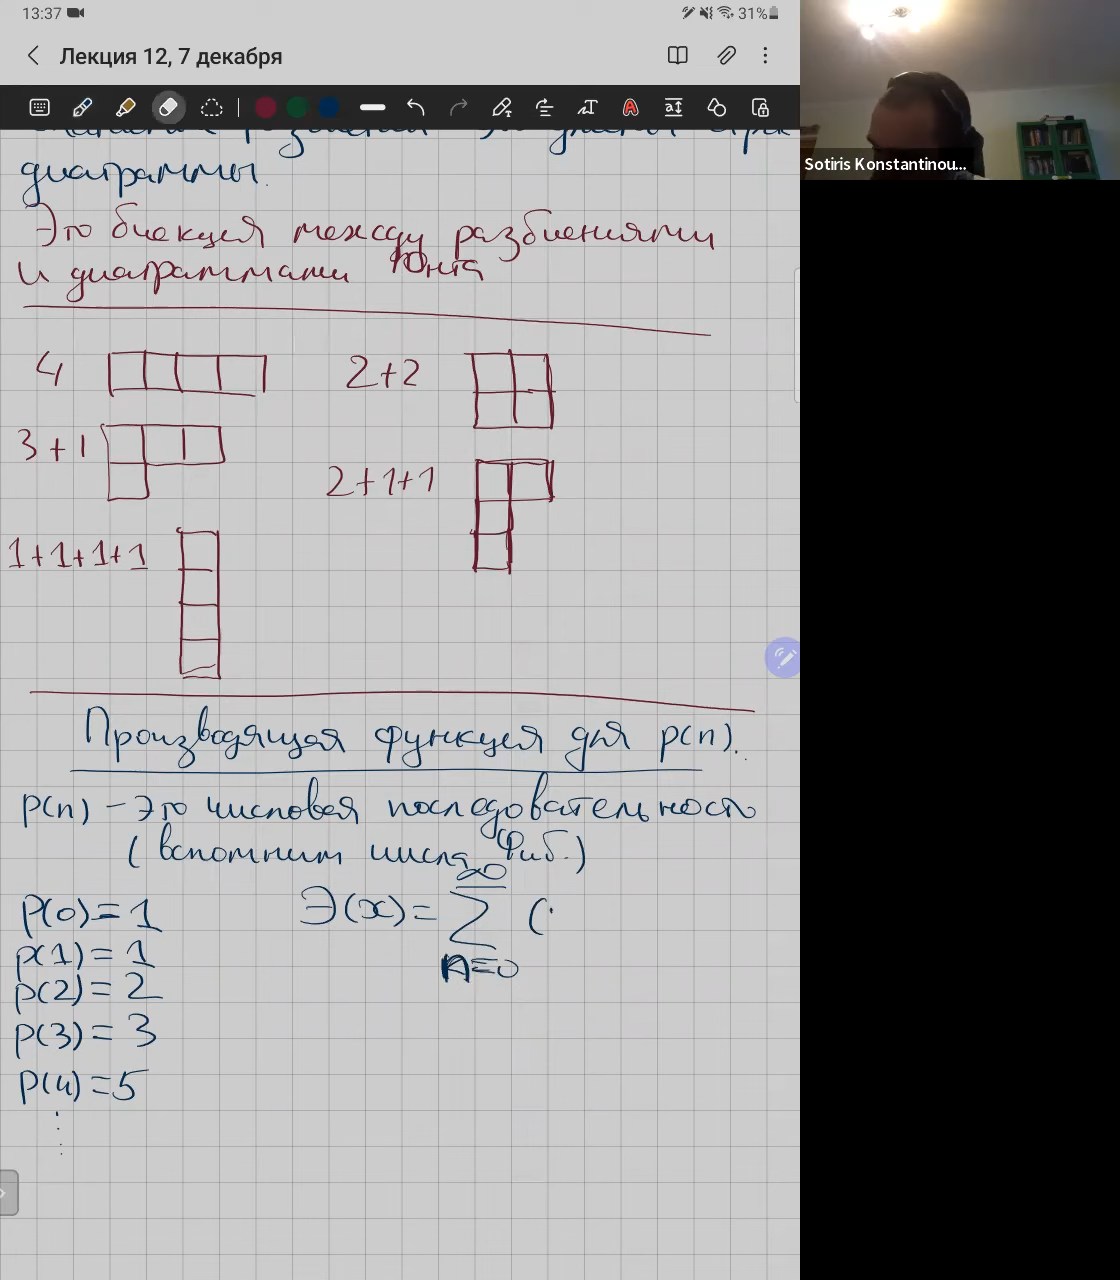 13:37 31%
Лекция 12, 7 декабря
Sotiris Konstantinou...
диаграммы.
Это биекция между разбиениями
и диаграммами Юнга
4 2+2
3+1
2+1+1
1+1+1+1
Производящая функция для p(n).
p(n) – это числовая последовательность
(вспомним числа Фиб.)
p(0)=1 Э(x)= ∞ ∑ n=0 (
p(1)=1
p(2)=2
p(3)=3
p(4)=5